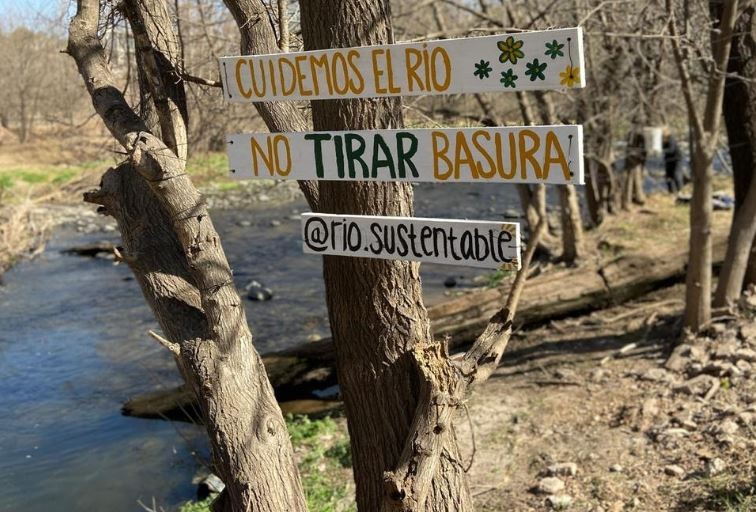 CUIDEMOS EL RIO
NO TIRAR BASURA
@rio.sustentable